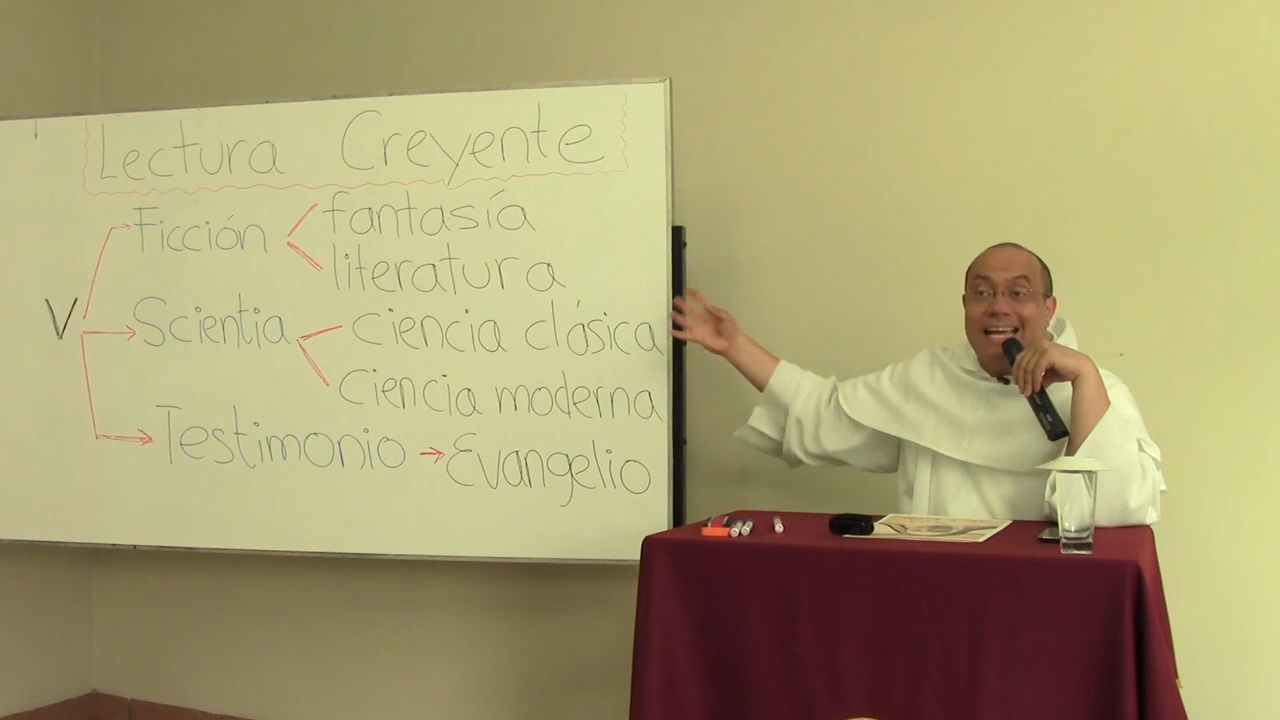 Lectura Creyente
Ficción fantasía
literatura
V Scientia ciencia clásica
ciencia moderna
Testimonio → Evangelio